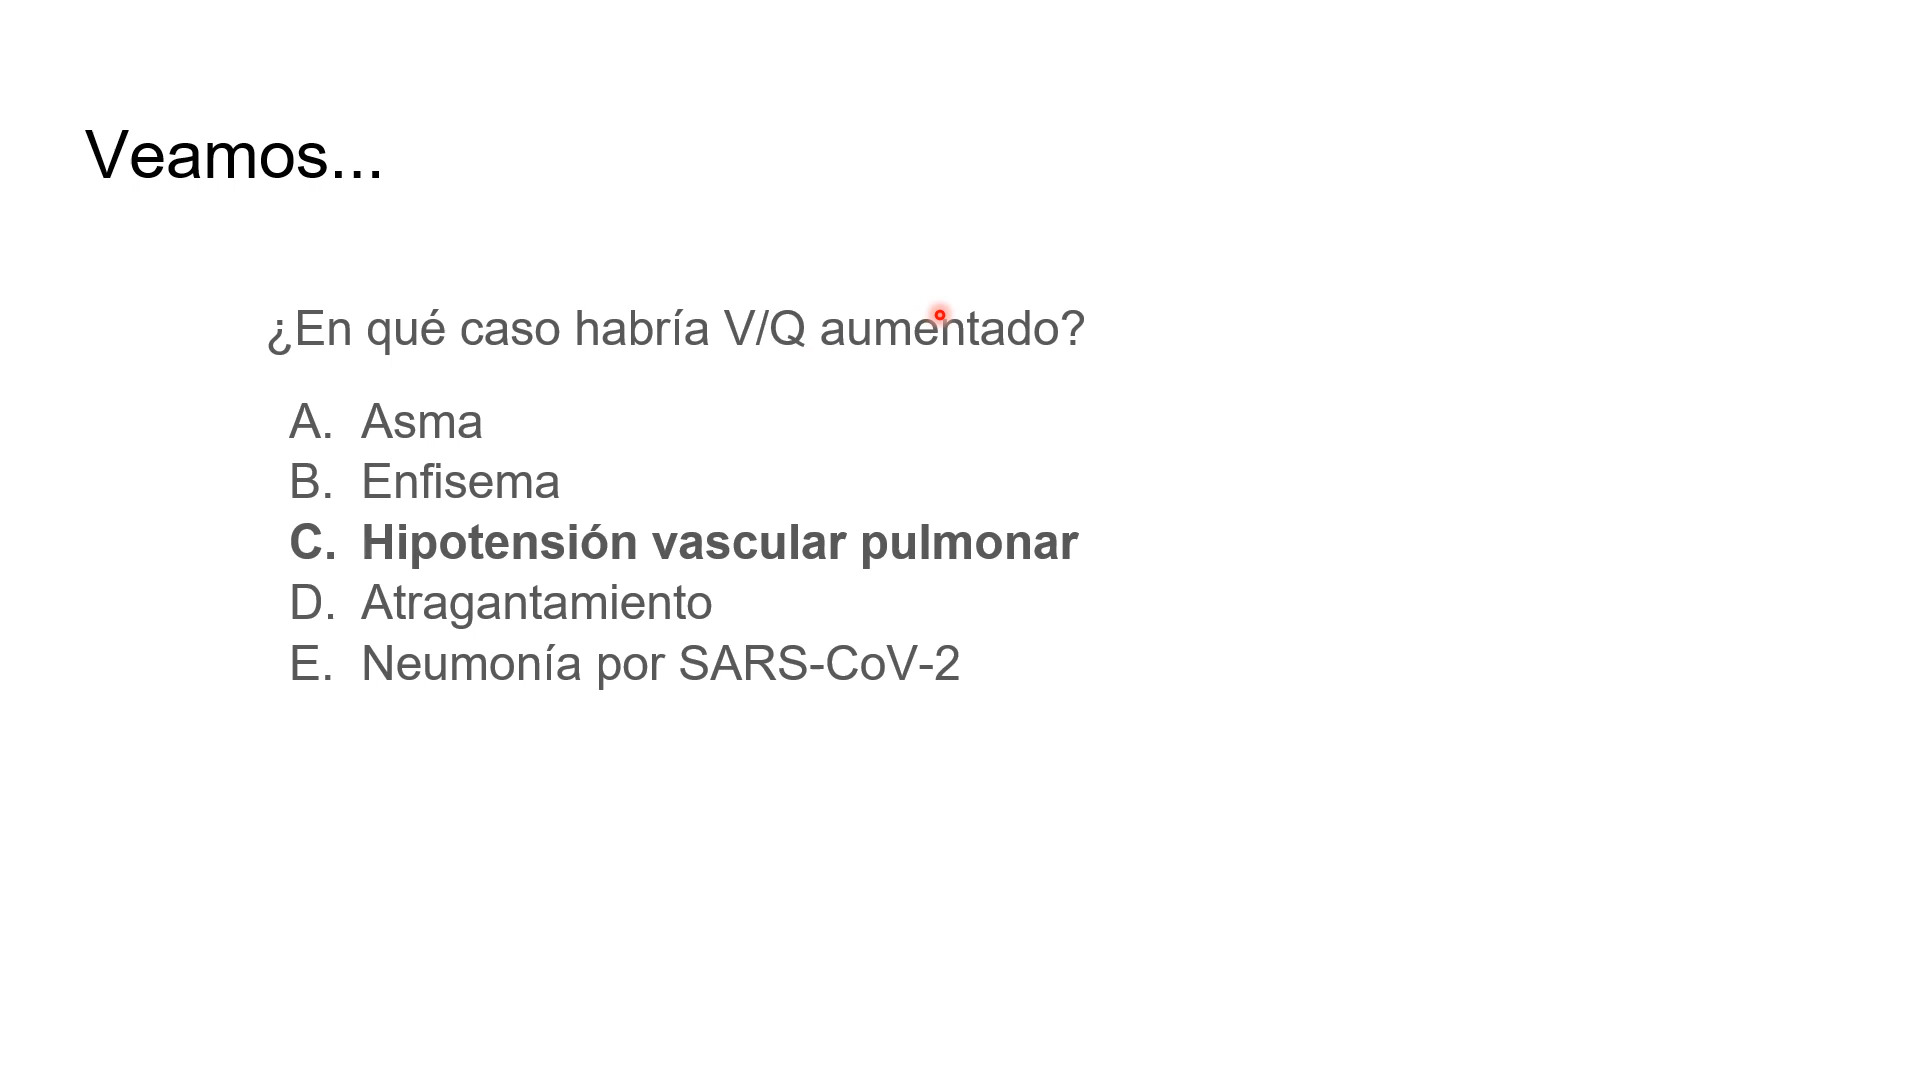 Veamos...
¿En qué caso habría V/Q aumentado?
A. Asma
B. Enfisema
C. Hipotensión vascular pulmonar
D. Atragantamiento
E. Neumonía por SARS-CoV-2